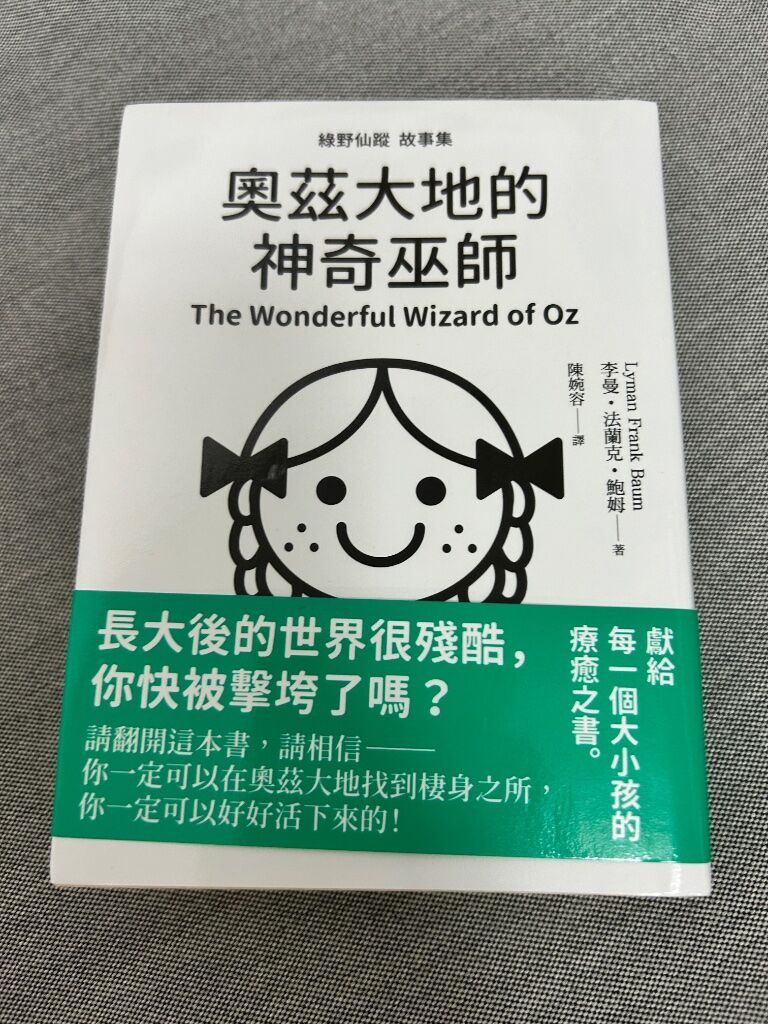 綠野仙蹤 故事集
奧茲大地的
神奇巫師
The Wonderful Wizard of Oz
Lyman Frank Baum
李曼・法蘭克・鮑姆——著
陳婉容——譯
長大後的世界很殘酷，
你快被擊垮了嗎？
請翻開這本書，請相信——
你一定可以在奧茲大地找到棲身之所，
你一定可以好好活下來的！
獻給
每一個大小孩的
療癒之書。